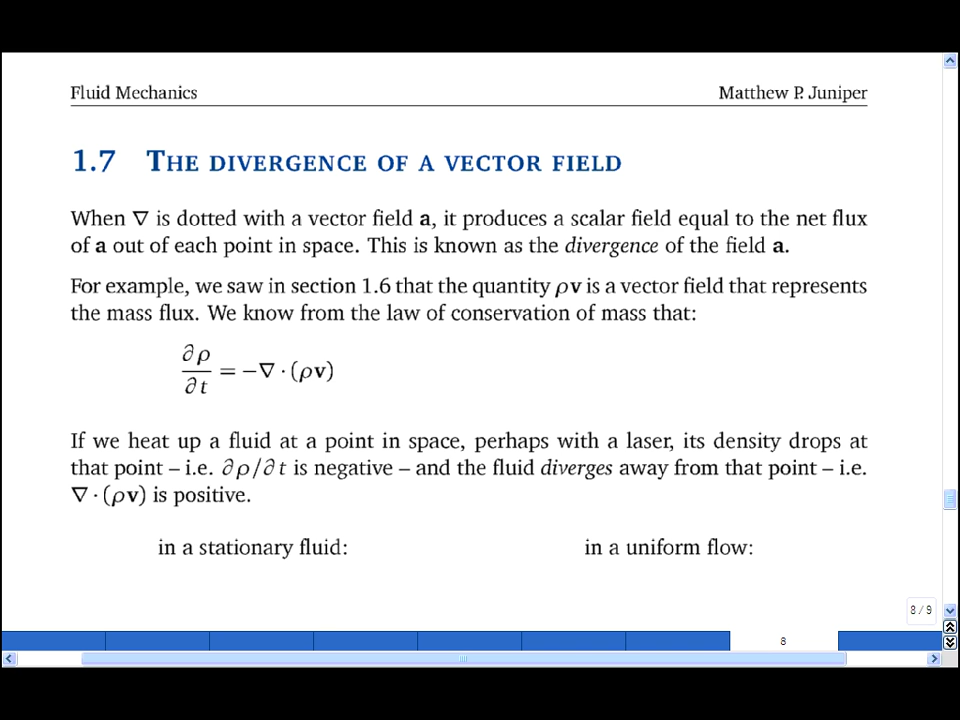 Fluid Mechanics Matthew P. Juniper
1.7 THE DIVERGENCE OF A VECTOR FIELD
When ∇ is dotted with a vector field a, it produces a scalar field equal to the net flux
of a out of each point in space. This is known as the divergence of the field a.
For example, we saw in section 1.6 that the quantity ρv is a vector field that represents
the mass flux. We know from the law of conservation of mass that:
∂ρ/∂t = −∇·(ρv)
If we heat up a fluid at a point in space, perhaps with a laser, its density drops at
that point – i.e. ∂ρ/∂t is negative – and the fluid diverges away from that point – i.e.
∇·(ρv) is positive.
in a stationary fluid: in a uniform flow:
8 / 9
8